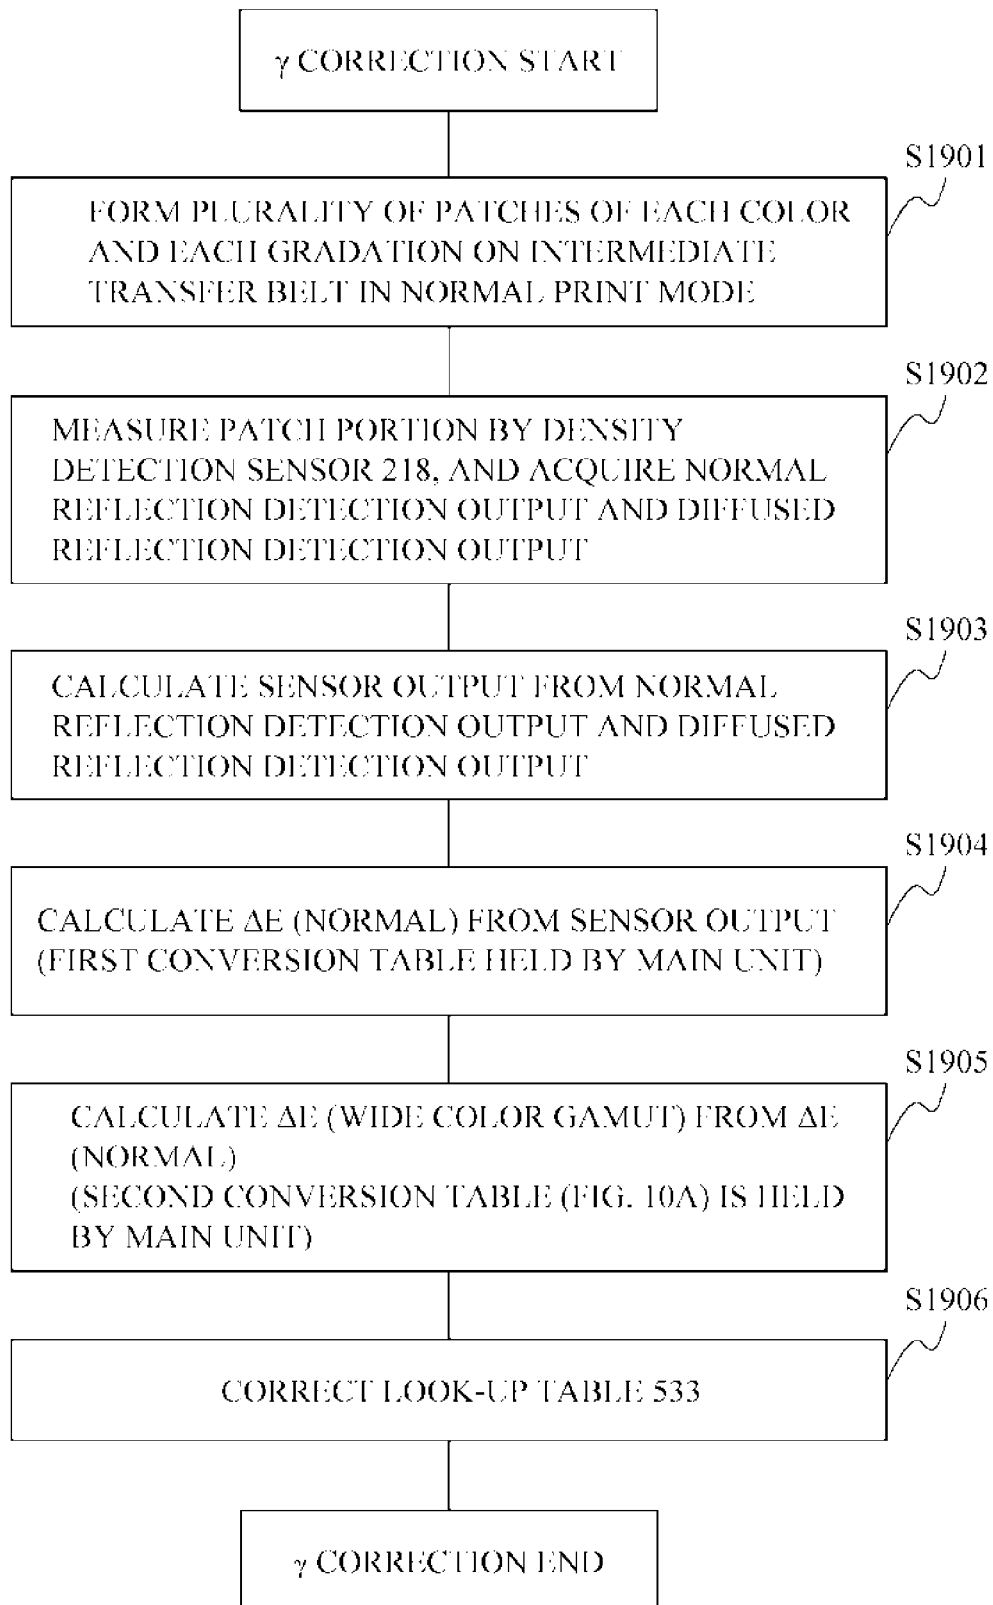 γ CORRECTION START
S1901
FORM PLURALITY OF PATCHES OF EACH COLOR
AND EACH GRADATION ON INTERMEDIATE
TRANSFER BELT IN NORMAL PRINT MODE
S1902
MEASURE PATCH PORTION BY DENSITY
DETECTION SENSOR 218, AND ACQUIRE NORMAL
REFLECTION DETECTION OUTPUT AND DIFFUSED
REFLECTION DETECTION OUTPUT
S1903
CALCULATE SENSOR OUTPUT FROM NORMAL
REFLECTION DETECTION OUTPUT AND DIFFUSED
REFLECTION DETECTION OUTPUT
S1904
CALCULATE ΔE (NORMAL) FROM SENSOR OUTPUT
(FIRST CONVERSION TABLE HELD BY MAIN UNIT)
S1905
CALCULATE ΔE (WIDE COLOR GAMUT) FROM ΔE
(NORMAL)
(SECOND CONVERSION TABLE (FIG. 10A) IS HELD
BY MAIN UNIT)
S1906
CORRECT LOOK-UP TABLE 533
γ CORRECTION END